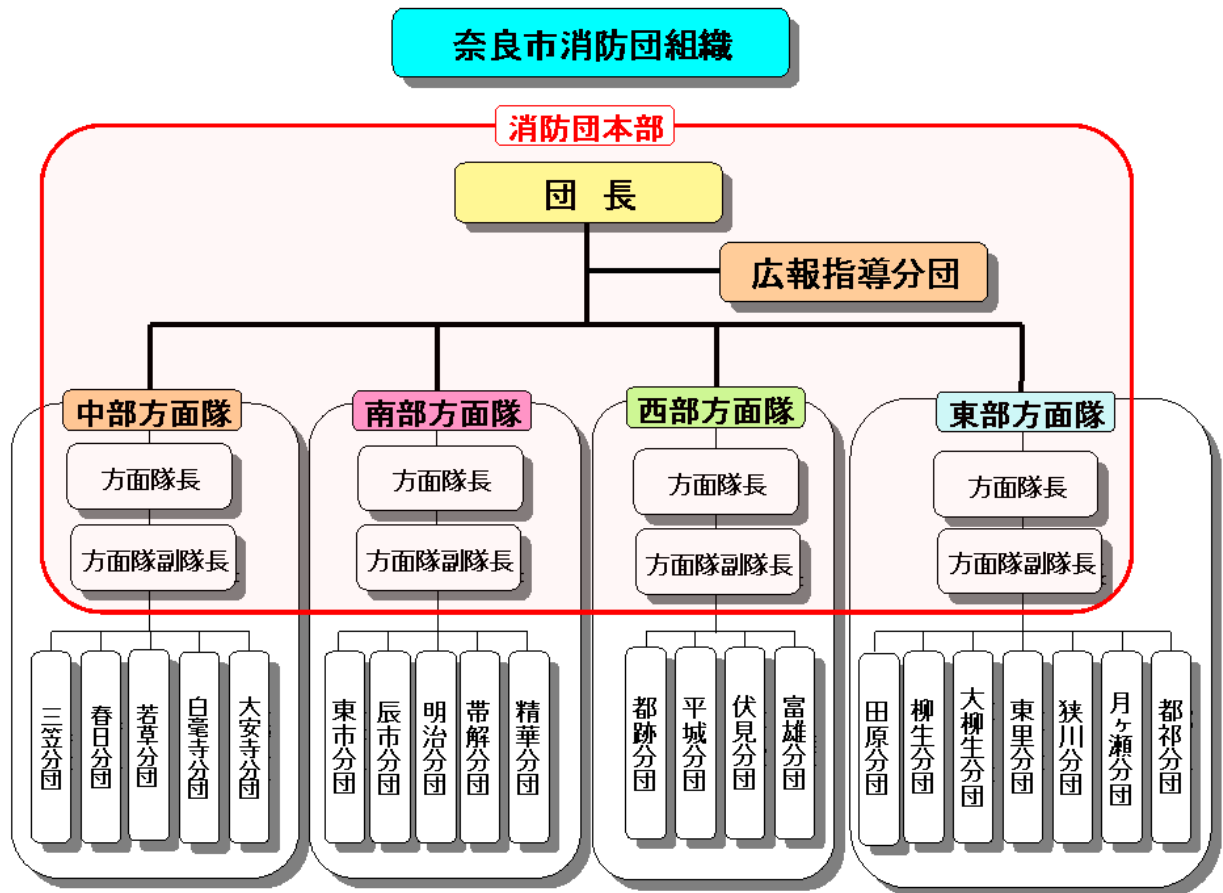 奈良市消防団組織
消防団本部
団 長
広報指導分団
中部方面隊
方面隊長
方面隊副隊長
三笠分団
春日分団
若草分団
白毫寺分団
大安寺分団
南部方面隊
方面隊長
方面隊副隊長
東市分団
辰市分団
明治分団
帯解分団
精華分団
西部方面隊
方面隊長
方面隊副隊長
都跡分団
平城分団
伏見分団
富雄分団
東部方面隊
方面隊長
方面隊副隊長
田原分団
柳生分団
大柳生分団
東里分団
狭川分団
月ヶ瀬分団
都祁分団